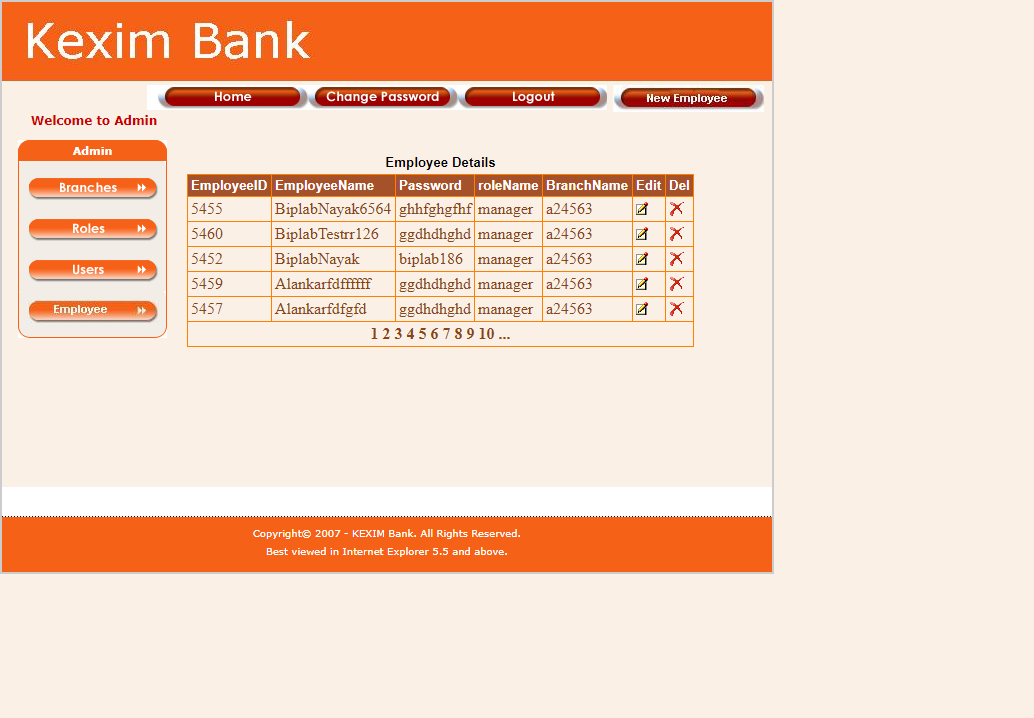 Kexim Bank
Home Change Password Logout New Employee
Welcome to Admin
Admin
Branches
Roles
Users
Employee
Employee Details
EmployeeID EmployeeName Password roleName BranchName Edit Del
5455 BiplabNayak6564 ghhfghgfhf manager a24563
5460 BiplabTestrr126 ggdhdhghd manager a24563
5452 BiplabNayak biplab186 manager a24563
5459 Alankarfdffffff ggdhdhghd manager a24563
5457 Alankarfdfgfd ggdhdhghd manager a24563
1 2 3 4 5 6 7 8 9 10 ...
Copyright© 2007 - KEXIM Bank. All Rights Reserved.
Best viewed in Internet Explorer 5.5 and above.